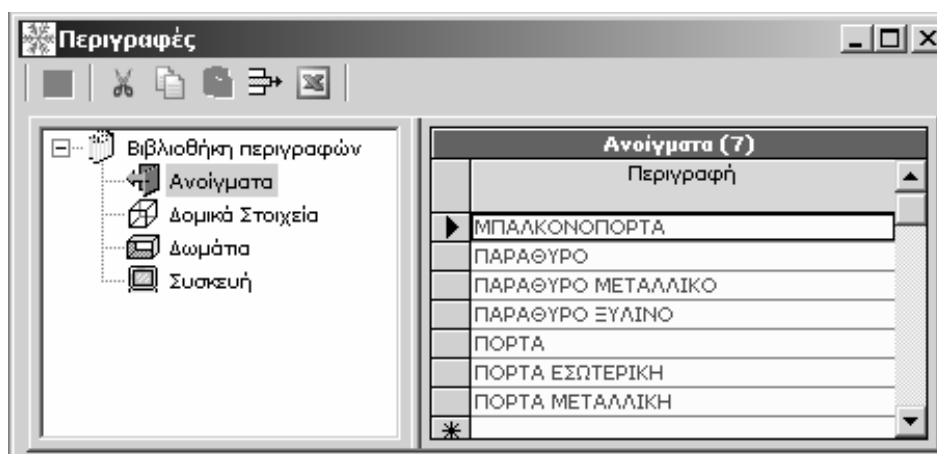 Περιγραφές
Βιβλιοθήκη περιγραφών
Ανοίγματα
Δομικά Στοιχεία
Δωμάτια
Συσκευή
Ανοίγματα (7)
Περιγραφή
ΜΠΑΛΚΟΝΟΠΟΡΤΑ
ΠΑΡΑΘΥΡΟ
ΠΑΡΑΘΥΡΟ ΜΕΤΑΛΛΙΚΟ
ΠΑΡΑΘΥΡΟ ΞΥΛΙΝΟ
ΠΟΡΤΑ
ΠΟΡΤΑ ΕΣΩΤΕΡΙΚΗ
ΠΟΡΤΑ ΜΕΤΑΛΛΙΚΗ